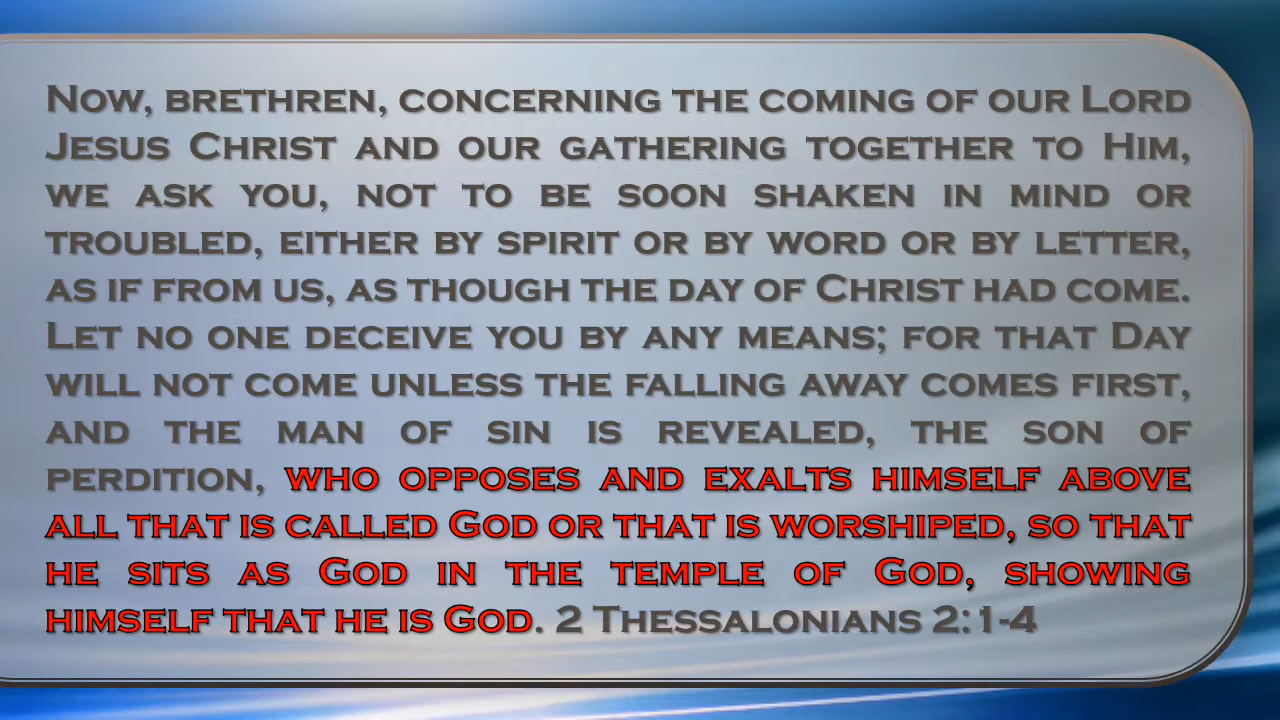 Now, brethren, concerning the coming of our Lord
Jesus Christ and our gathering together to Him,
we ask you, not to be soon shaken in mind or
troubled, either by spirit or by word or by letter,
as if from us, as though the day of Christ had come.
Let no one deceive you by any means; for that Day
will not come unless the falling away comes first,
and the man of sin is revealed, the son of
perdition, who opposes and exalts himself above
all that is called God or that is worshiped, so that
he sits as God in the temple of God, showing
himself that he is God. 2 Thessalonians 2:1-4